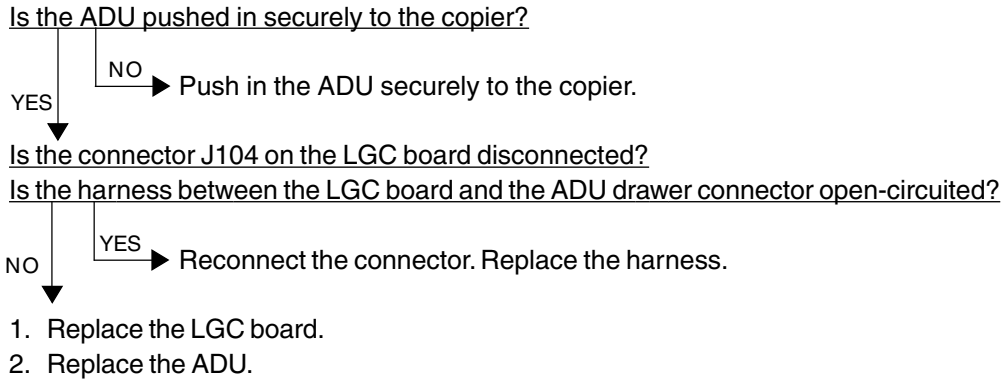 Is the ADU pushed in securely to the copier?
NO
Push in the ADU securely to the copier.
YES
Is the connector J104 on the LGC board disconnected?
Is the harness between the LGC board and the ADU drawer connector open-circuited?
YES
Reconnect the connector. Replace the harness.
NO
1. Replace the LGC board.
2. Replace the ADU.